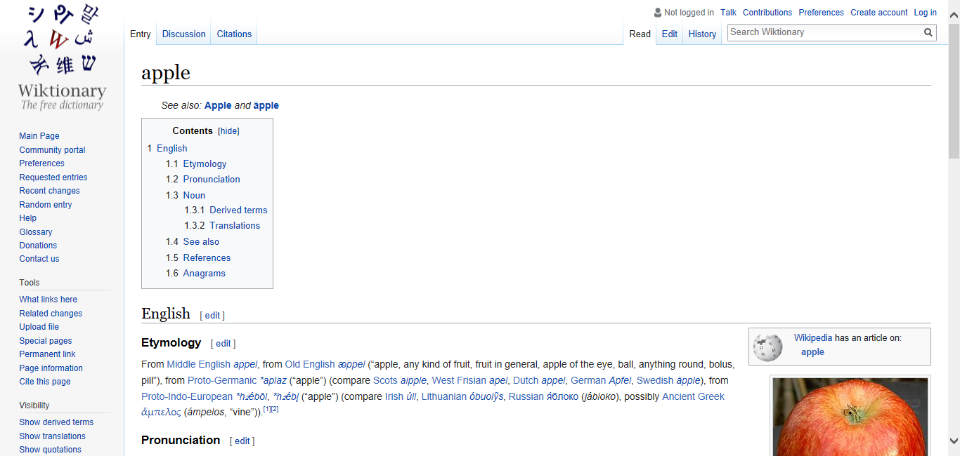 Not logged in Talk Contributions Preferences Create account Log in
Entry Discussion Citations Read Edit History Search Wiktionary
Wiktionary
The free dictionary
Main Page
Community portal
Preferences
Requested entries
Recent changes
Random entry
Help
Glossary
Donations
Contact us
Tools
What links here
Related changes
Upload file
Special pages
Permanent link
Page information
Cite this page
Visibility
Show derived terms
Show translations
Show quotations
apple
See also: Apple and äpple
Contents [hide]
1 English
1.1 Etymology
1.2 Pronunciation
1.3 Noun
1.3.1 Derived terms
1.3.2 Translations
1.4 See also
1.5 References
1.6 Anagrams
English [ edit ]
Wikipedia has an article on:
apple
Etymology [ edit ]
From Middle English appel, from Old English æppel (“apple, any kind of fruit, fruit in general, apple of the eye, ball, anything round, bolus,
pill”), from Proto-Germanic *aplaz (“apple”) (compare Scots aipple, West Frisian apel, Dutch appel, German Apfel, Swedish äpple), from
Proto-Indo-European *h₂ébōl, *h₂ébl̥ (“apple”) (compare Irish úll, Lithuanian óbuolỹs, Russian я́блоко (jábloko), possibly Ancient Greek
ἄμπελος (ámpelos, “vine”)).[1][2]
Pronunciation [ edit ]